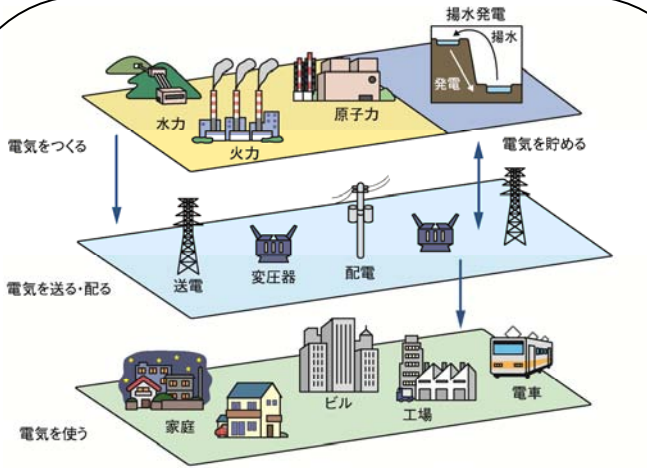 揚水発電
揚水
発電
水力
火力
原子力
電気をつくる
電気を貯める
送電
変圧器
配電
電気を送る・配る
家庭
ビル
工場
電車
電気を使う